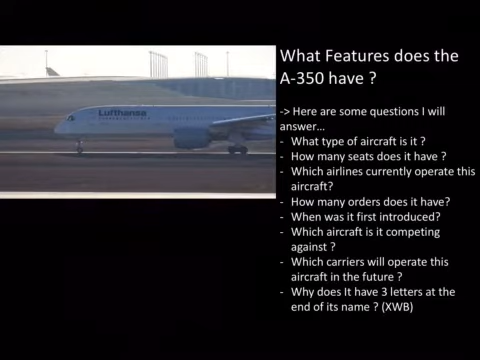 What Features does the
A-350 have ?
-> Here are some questions I will
answer...
- What type of aircraft is it ?
- How many seats does it have ?
- Which airlines currently operate this
aircraft?
- How many orders does it have?
- When was it first introduced?
- Which aircraft is it competing
against ?
- Which carriers will operate this
aircraft in the future ?
- Why does It have 3 letters at the
end of its name ? (XWB)
Lufthansa